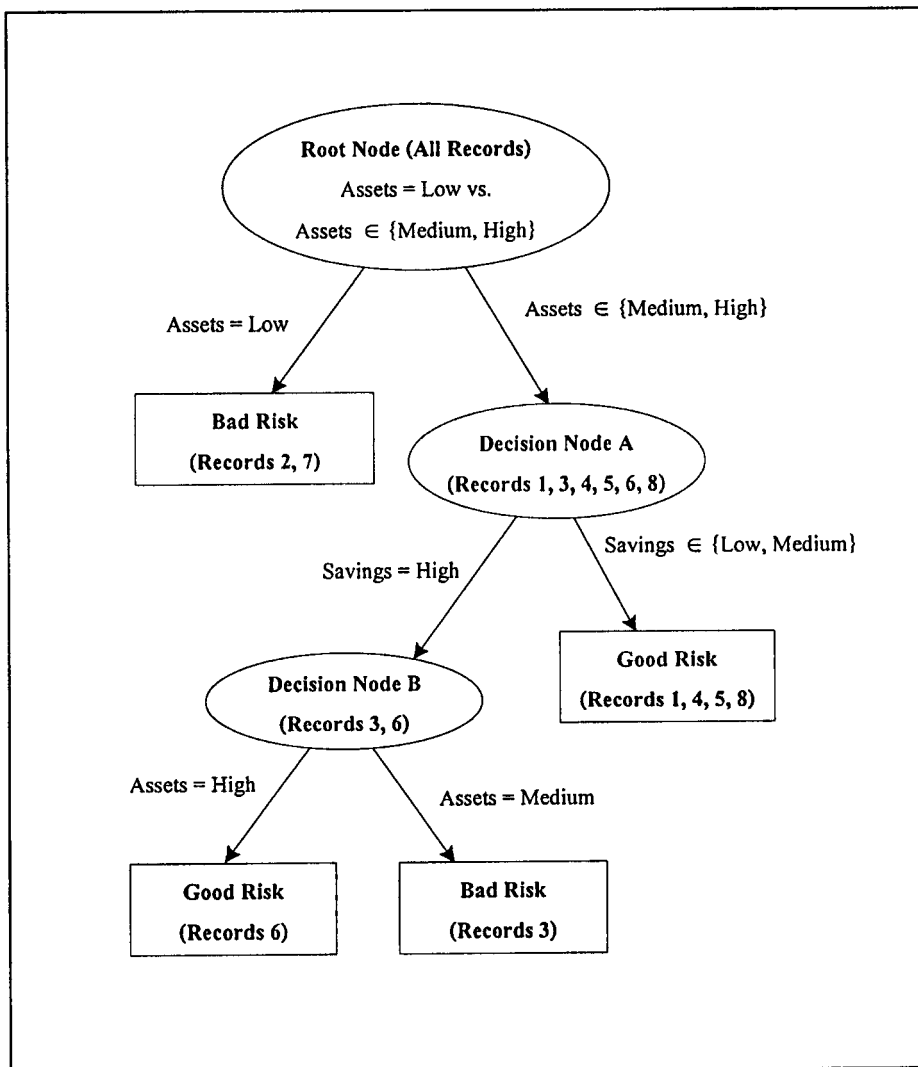 Root Node (All Records)
Assets = Low vs.
Assets ∈ {Medium, High}
Assets = Low
Assets ∈ {Medium, High}
Bad Risk
(Records 2, 7)
Decision Node A
(Records 1, 3, 4, 5, 6, 8)
Savings = High
Savings ∈ {Low, Medium}
Decision Node B
(Records 3, 6)
Good Risk
(Records 1, 4, 5, 8)
Assets = High
Assets = Medium
Good Risk
(Records 6)
Bad Risk
(Records 3)